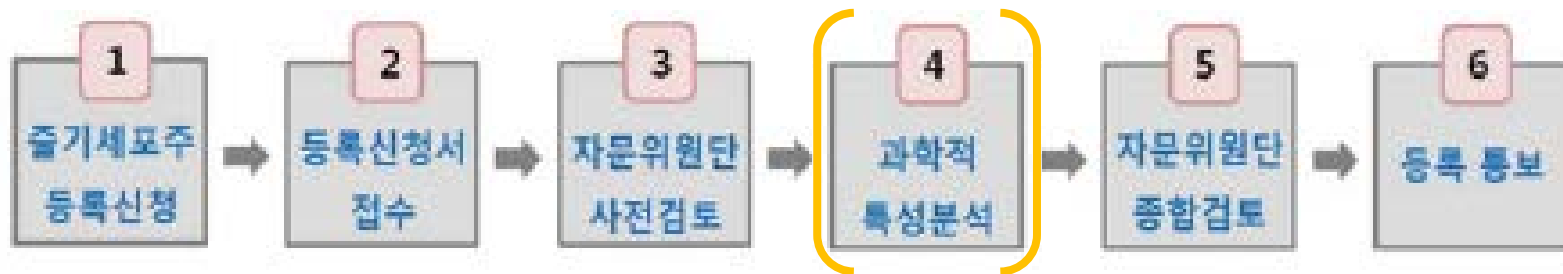 1
줄기세포주
등록신청
2
등록신청서
접수
3
자문위원단
사전검토
4
과학적
특성분석
5
자문위원단
종합검토
6
등록 통보